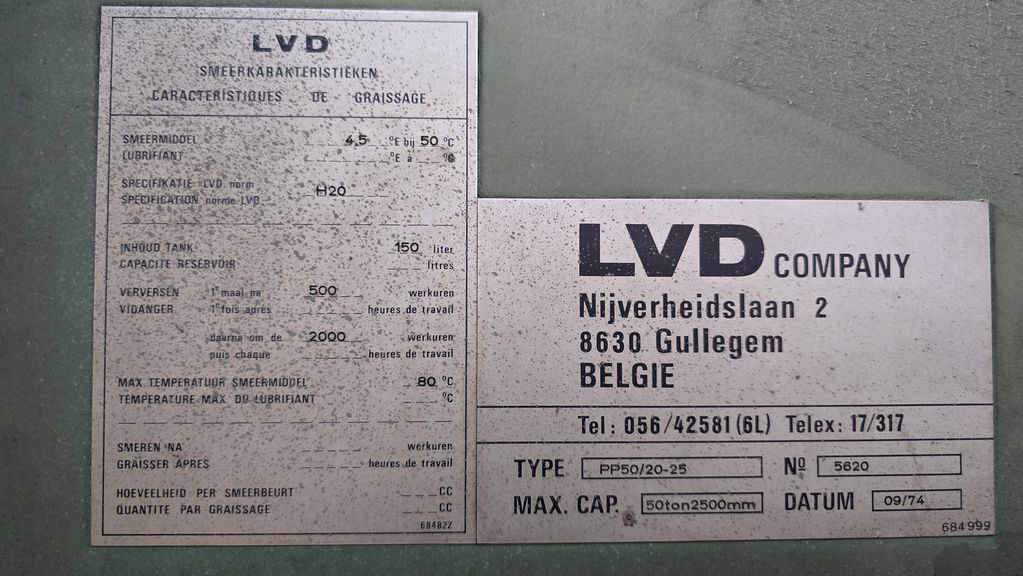 LVD
SMEERKARAKTERISTIEKEN
CARACTERISTIQUES DE GRAISSAGE
SMEERMIDDEL 4,5 °E bij 50 °C
LUBRIFIANT °E à °C
SPECIFIKATIE LVD norm H20
SPECIFICATION norme LVD
INHOUD TANK 150 liter
CAPACITE RESERVOIR litres
VERVERSEN 1e maal na 500 werkuren
VIDANGER 1e fois apres heures de travail
daarna om de 2000 werkuren
puis chaque heures de travail
MAX. TEMPERATUUR SMEERMIDDEL 80 °C
TEMPERATURE MAX. DU LUBRIFIANT °C
SMEREN NA werkuren
GRAISSER APRES heures de travail
HOEVEELHEID PER SMEERBEURT CC
QUANTITE PAR GRAISSAGE CC
684822
LVD COMPANY
Nijverheidslaan 2
8630 Gullegem
BELGIE
Tel: 056/42581 (6L) Telex: 17/317
TYPE PP50/20-25 Nº 5620
MAX. CAP. 50ton2500mm DATUM 09/74
684999